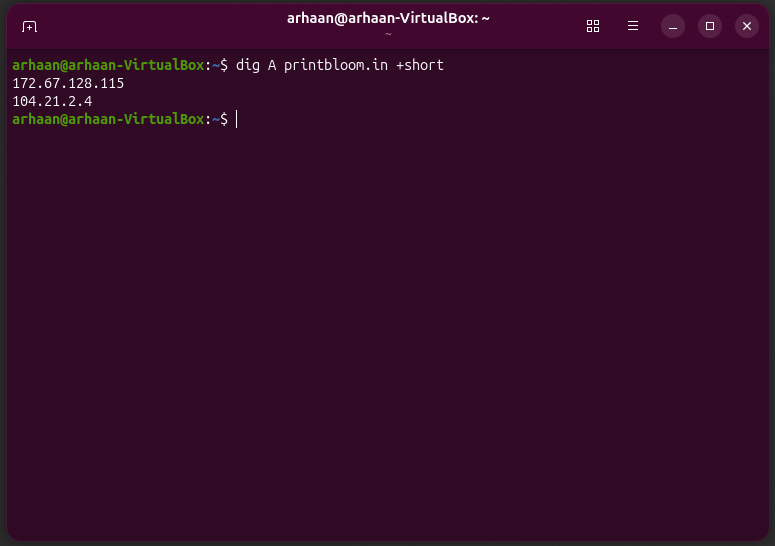 arhaan@arhaan-VirtualBox: ~
~
arhaan@arhaan-VirtualBox:~$ dig A printbloom.in +short
172.67.128.115
104.21.2.4
arhaan@arhaan-VirtualBox:~$